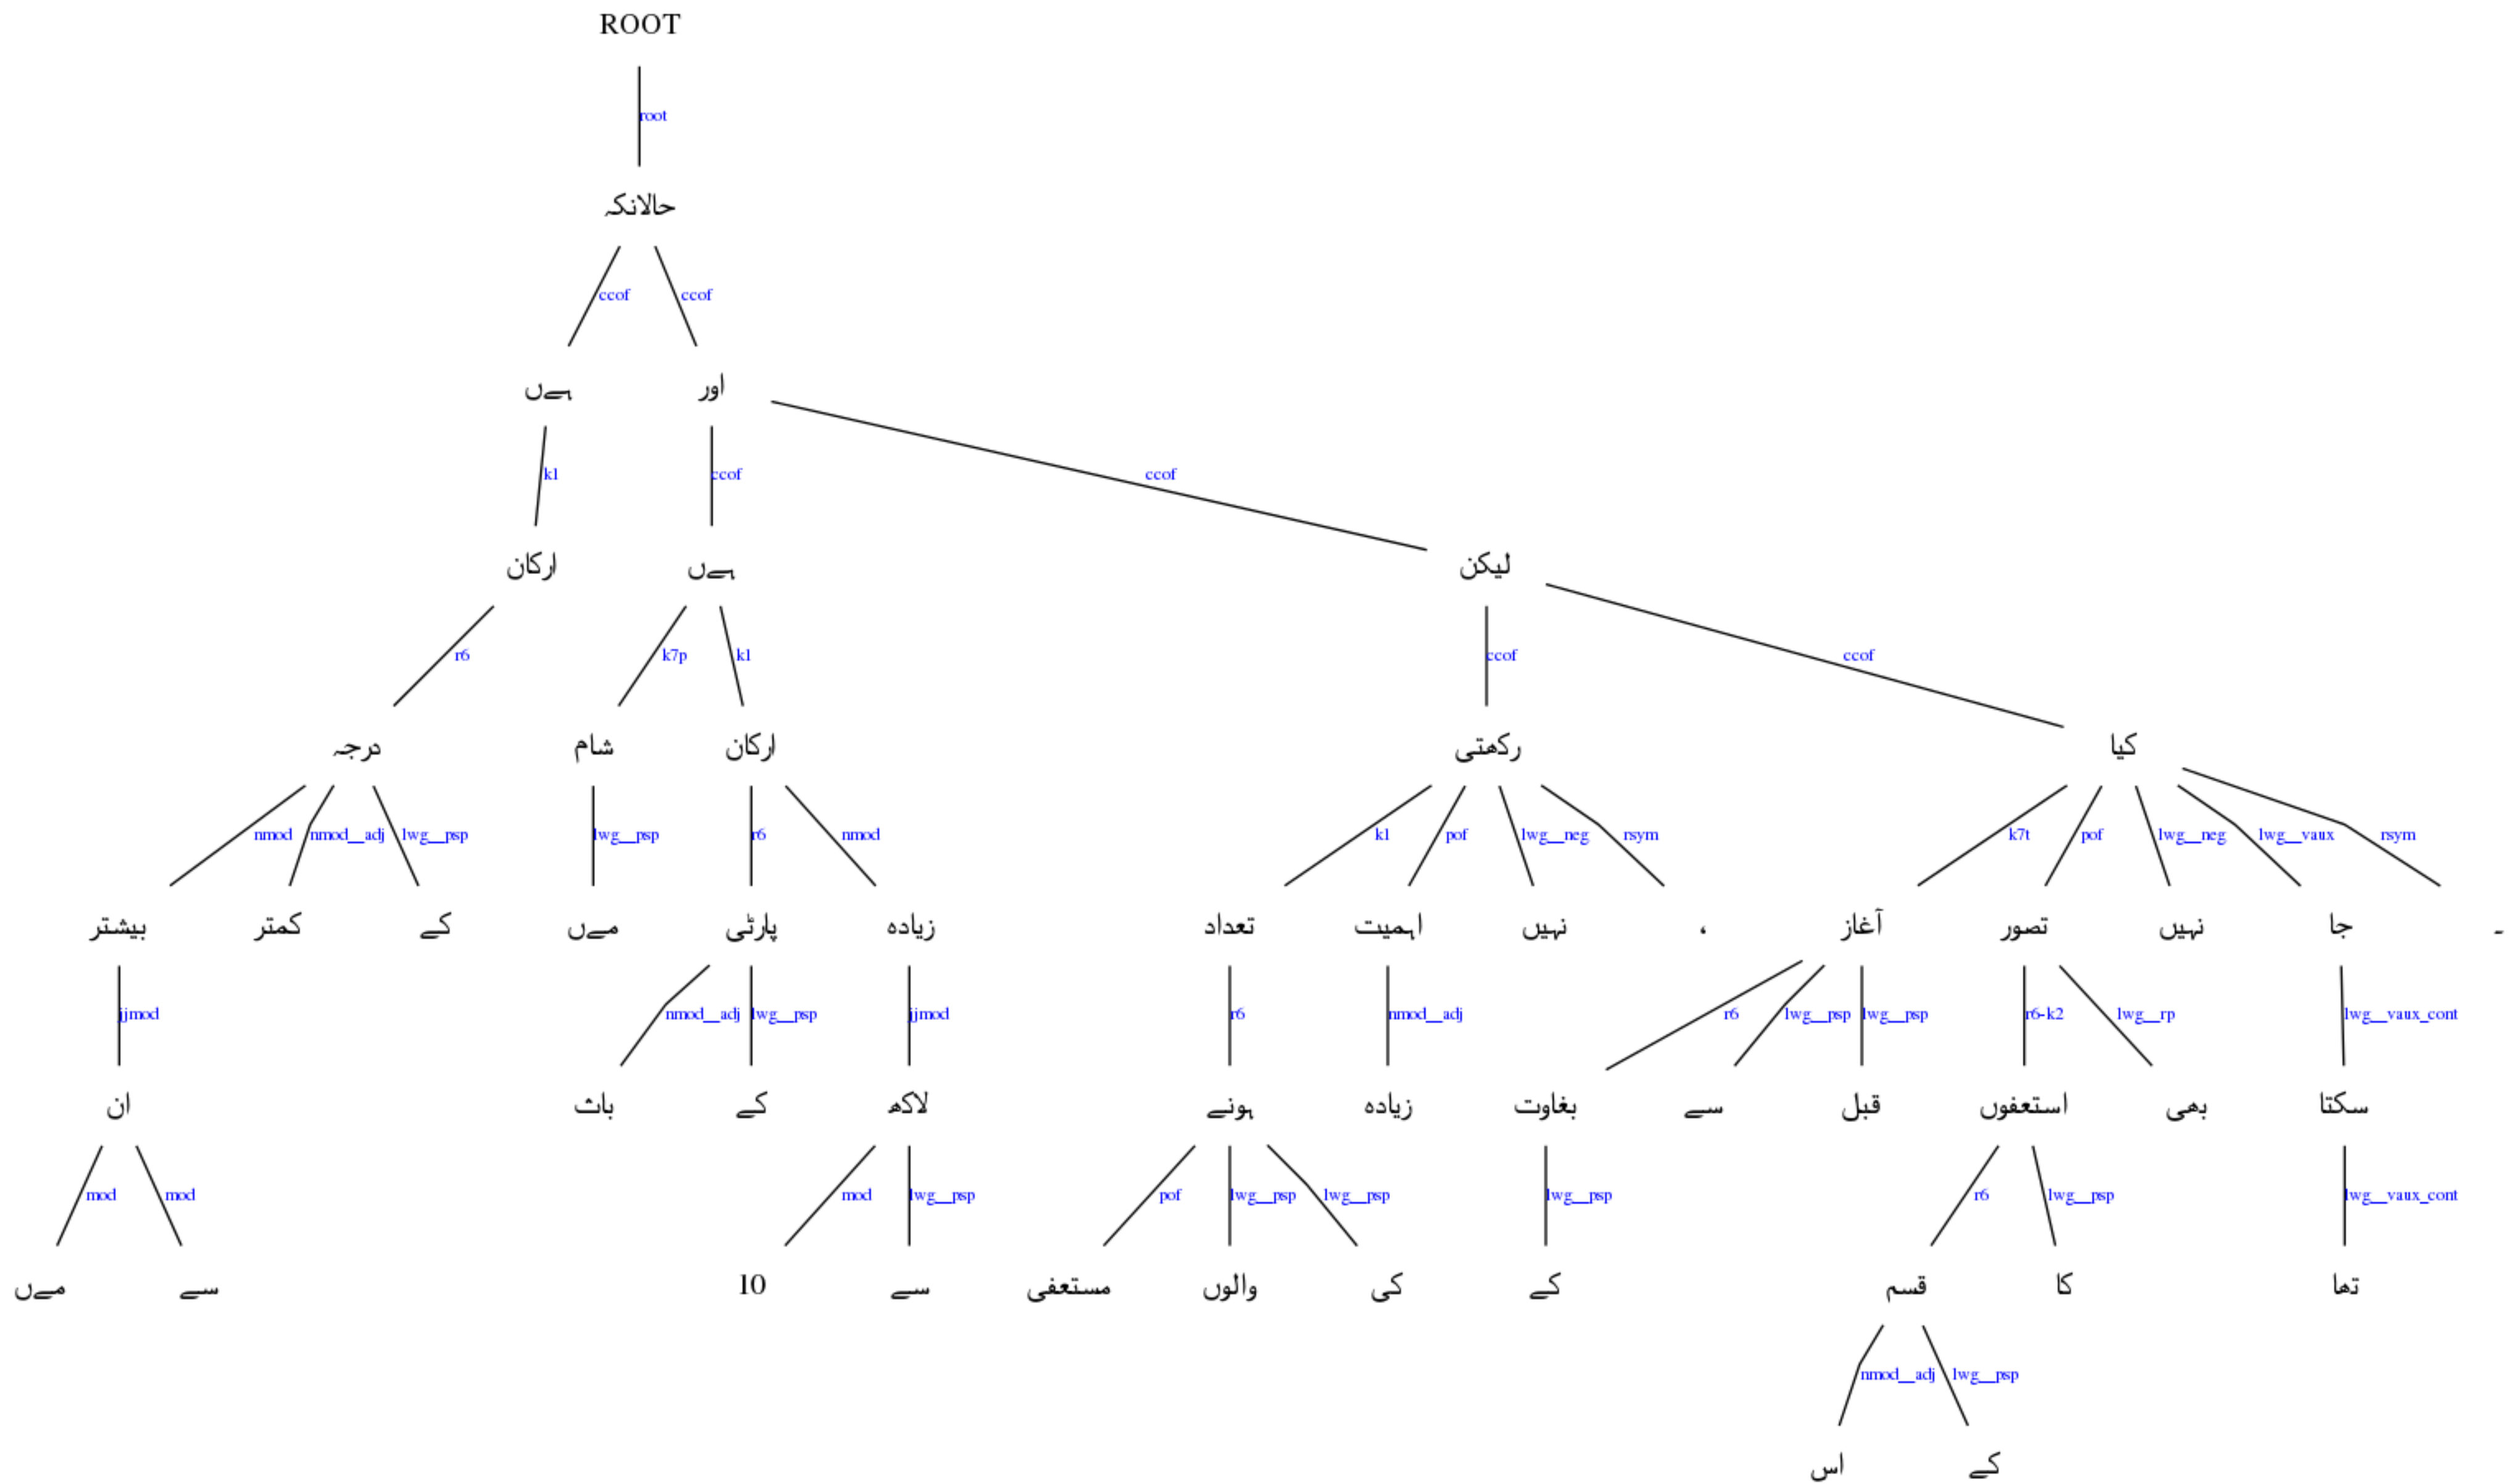 ROOT
root
حالانکہ
ccof ccof
ہےں اور
k1 ccof ccof
ارکان ہےں لیکن
r6 k7p k1 ccof ccof
درجہ شام ارکان رکھتی کیا
nmod nmod__adj lwg__psp lwg__psp r6 nmod k1 pof lwg__neg rsym k7t pof lwg__neg lwg__vaux rsym
بیشتر کمتر کے مےں پارٹی زیادہ تعداد اہمیت نہیں ، آغاز تصور نہیں جا ۔
jjmod nmod__adj lwg__psp jjmod r6 nmod__adj r6 lwg__psp lwg__psp r6-k2 lwg__rp lwg__vaux_cont
ان باث کے لاکھ ہونے زیادہ بغاوت سے قبل استعفوں بھی سکتا
mod mod mod lwg__psp pof lwg__psp lwg__psp lwg__psp r6 lwg__psp lwg__vaux_cont
مےں سے 10 سے مستعفی والوں کی کے قسم کا تھا
nmod__adj lwg__psp
اس کے